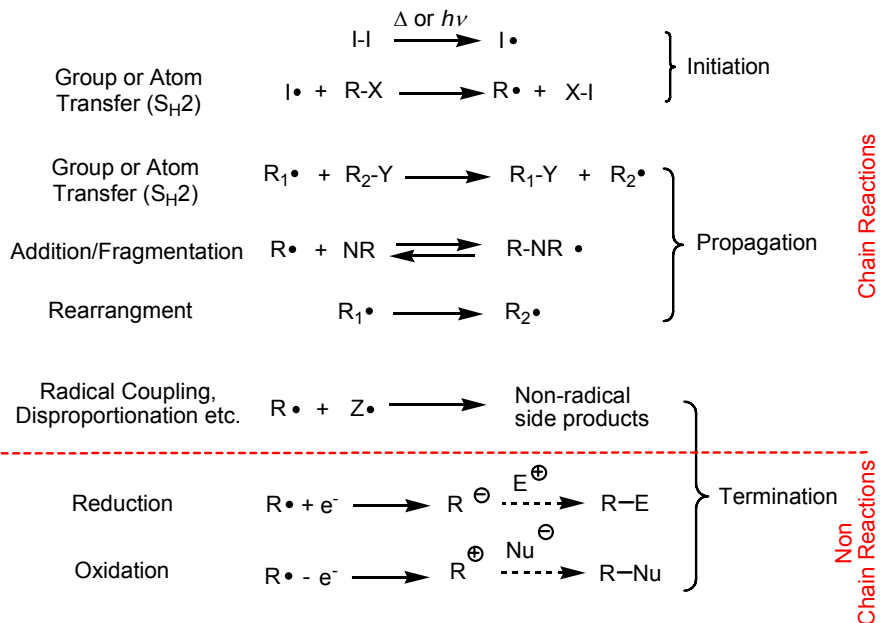 Δ or hν
I-I I•
Initiation
Group or Atom
Transfer (SH2)
I• + R-X R• + X-I
Group or Atom
Transfer (SH2)
R1• + R2-Y R1-Y + R2•
Addition/Fragmentation R• + NR R-NR •
Propagation
Rearrangment
R1• R2•
Chain Reactions
Radical Coupling,
Disproportionation etc.
R• + Z•
Non-radical
side products
Reduction R• + e- R ⊖ E ⊕ R–E
Termination
Oxidation R• - e- R ⊕ Nu ⊖ R–Nu
Non
Chain Reactions